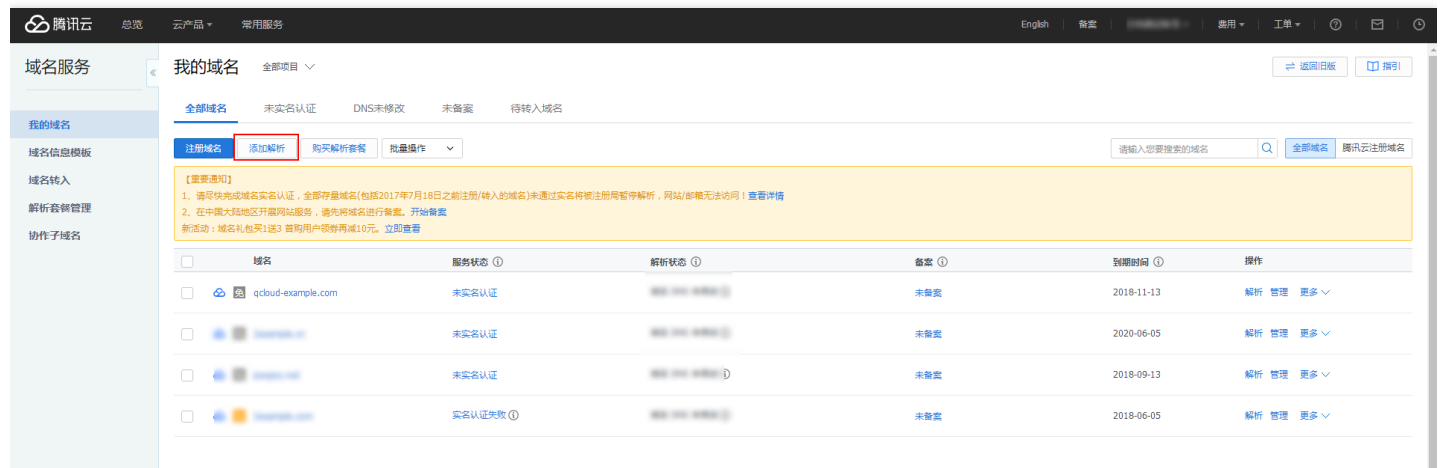 腾讯云 总览 云产品 常用服务 English 备案 费用 工单
域名服务 我的域名 全部项目 返回旧版 指引
全部域名 未实名认证 DNS未修改 未备案 待转入域名
我的域名
域名信息模板
域名转入
解析套餐管理
协作子域名
注册域名 添加解析 购买解析套餐 批量操作 请输入您要搜索的域名 全部域名 腾讯云注册域名
【重要通知】
1、请尽快完成域名实名认证，全部存量域名(包括2017年7月18日之前注册/转入的域名)未通过实名将被注册局暂停解析，网站/邮箱无法访问！查看详情
2、在中国大陆地区开展网站服务，请先将域名进行备案。开始备案
新活动：域名礼包买1送3 首购用户领券再减10元。立即查看
域名 服务状态 解析状态 备案 到期时间 操作
免 qcloud-example.com 未实名认证 未备案 2018-11-13 解析 管理 更多
未实名认证 未备案 2020-06-05 解析 管理 更多
未实名认证 未备案 2018-09-13 解析 管理 更多
实名认证失败 未备案 2018-06-05 解析 管理 更多